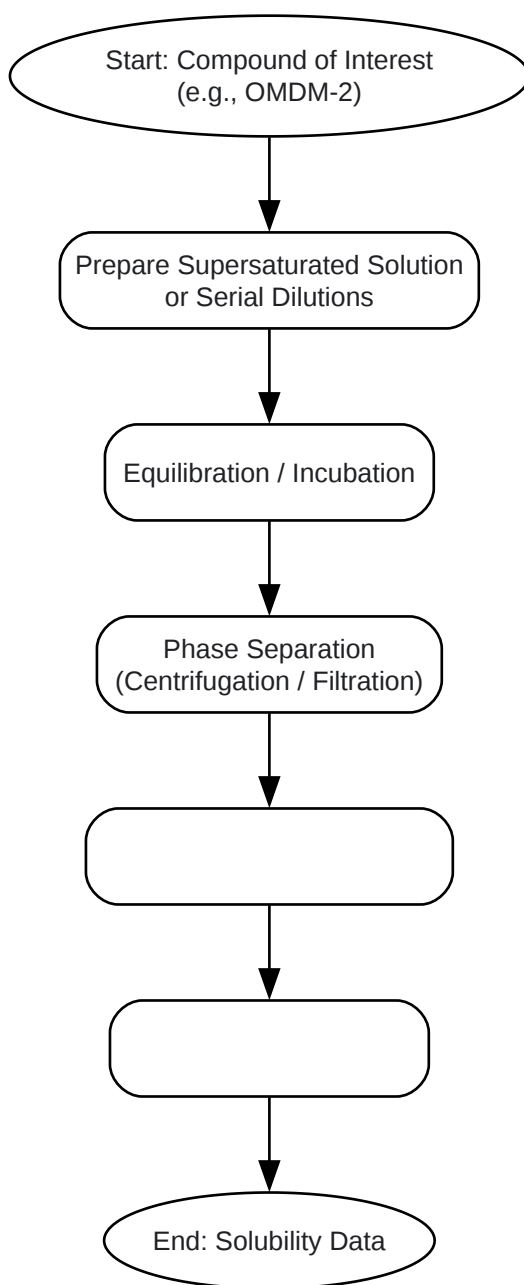 Start: Compound of Interest
(e.g., OMDM-2)
Prepare Supersaturated Solution
or Serial Dilutions
Equilibration / Incubation
Phase Separation
(Centrifugation / Filtration)
End: Solubility Data